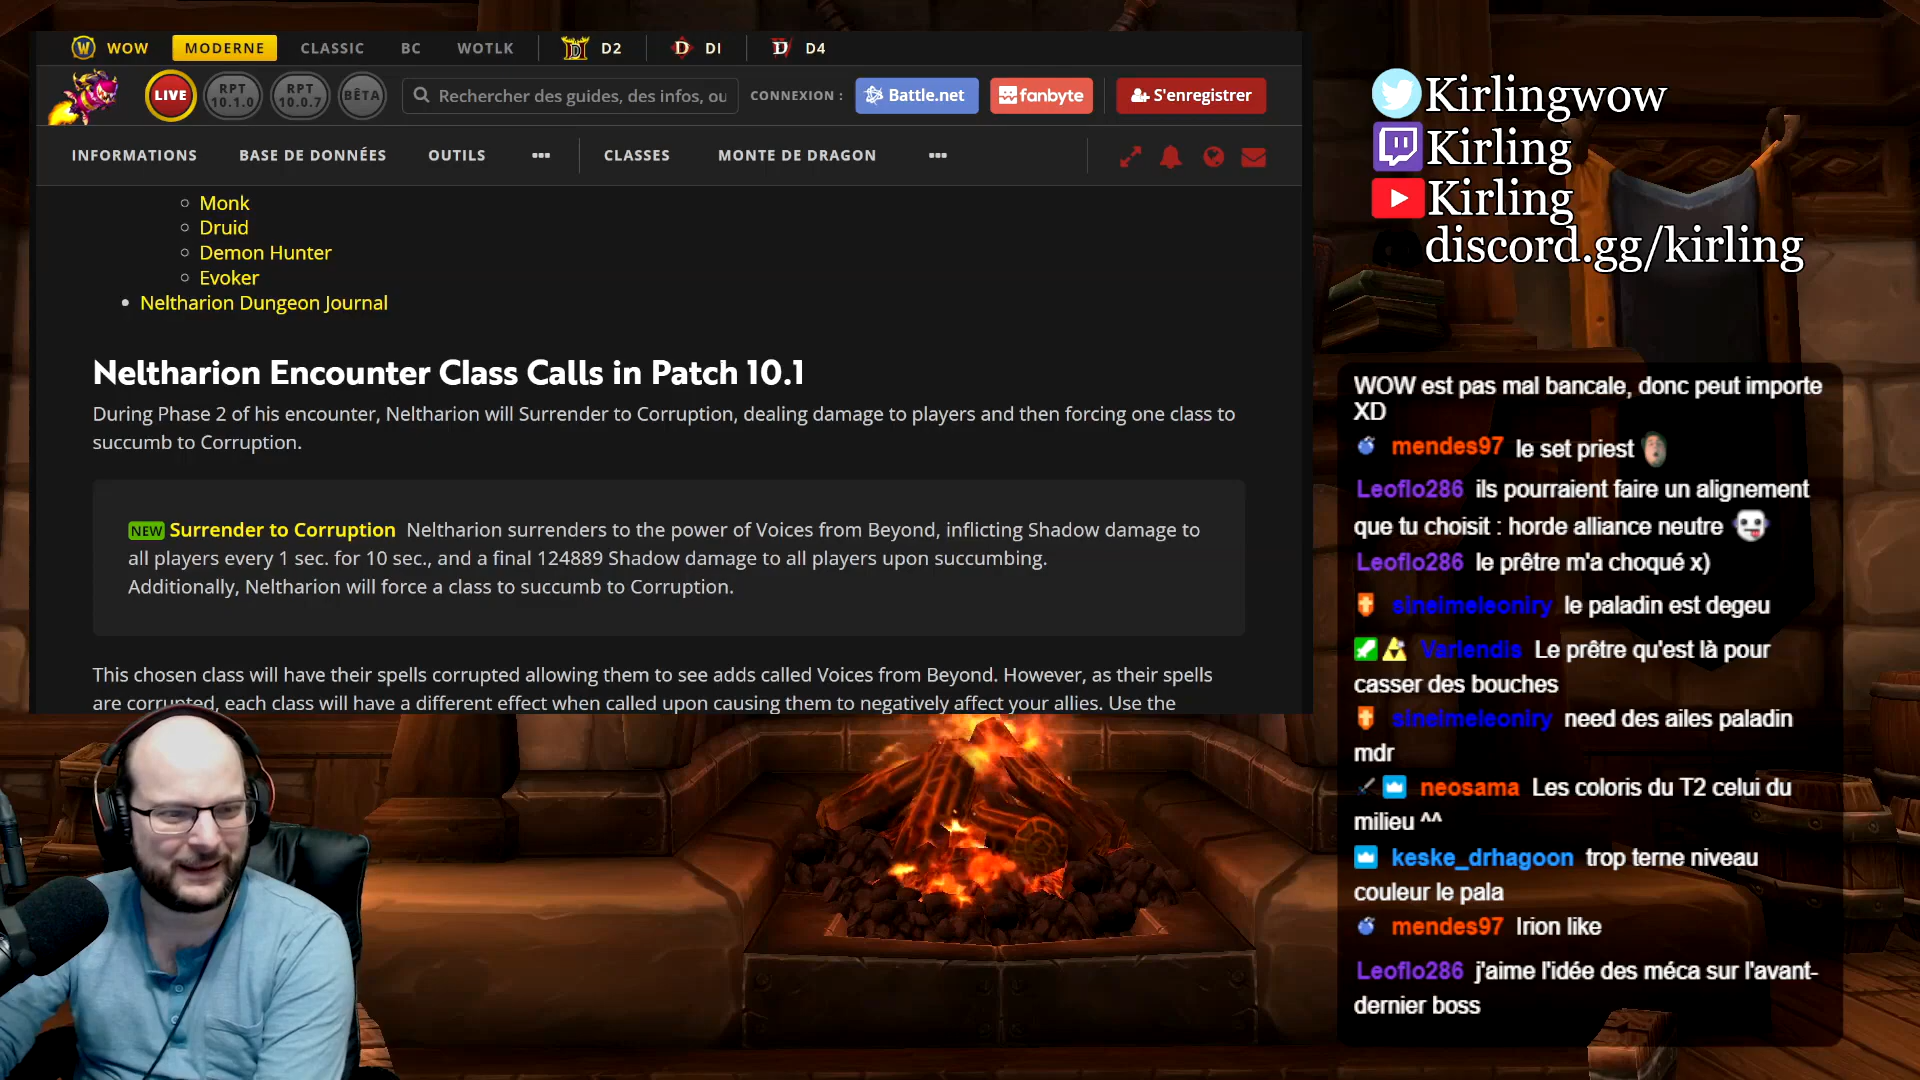 WOW MODERNE CLASSIC BC WOTLK D2 DI D4
LIVE RPT 10.1.0 RPT 10.0.7 BÊTA Rechercher des guides, des infos, ou CONNEXION : Battle.net fanbyte S'enregistrer
INFORMATIONS BASE DE DONNÉES OUTILS ••• CLASSES MONTE DE DRAGON •••
Monk
Druid
Demon Hunter
Evoker
Neltharion Dungeon Journal
Neltharion Encounter Class Calls in Patch 10.1
During Phase 2 of his encounter, Neltharion will Surrender to Corruption, dealing damage to players and then forcing one class to
succumb to Corruption.
NEW Surrender to Corruption Neltharion surrenders to the power of Voices from Beyond, inflicting Shadow damage to
all players every 1 sec. for 10 sec., and a final 124889 Shadow damage to all players upon succumbing.
Additionally, Neltharion will force a class to succumb to Corruption.
This chosen class will have their spells corrupted allowing them to see adds called Voices from Beyond. However, as their spells
are corrupted, each class will have a different effect when called upon causing them to negatively affect your allies. Use the
Kirlingwow
Kirling
Kirling
discord.gg/kirling
WOW est pas mal bancale, donc peut importe
XD
mendes97 le set priest
Leoflo286 ils pourraient faire un alignement
que tu choisit : horde alliance neutre
Leoflo286 le prêtre m'a choqué x)
sineimeleoniry le paladin est degeu
Varlendis Le prêtre qu'est là pour
casser des bouches
sineimeleoniry need des ailes paladin
mdr
neosama Les coloris du T2 celui du
milieu ^^
keske_drhagoon trop terne niveau
couleur le pala
mendes97 Irion like
Leoflo286 j'aime l'idée des méca sur l'avant-
dernier boss